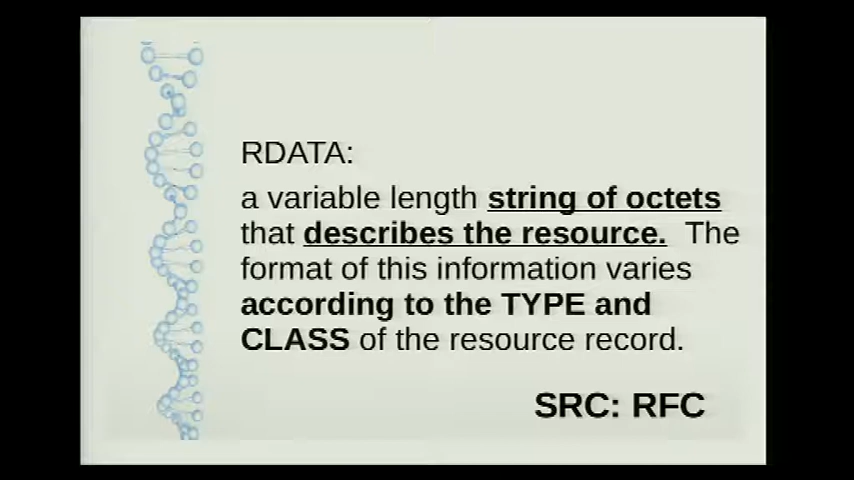 RDATA:
a variable length string of octets
that describes the resource.  The
format of this information varies
according to the TYPE and
CLASS of the resource record.
SRC: RFC